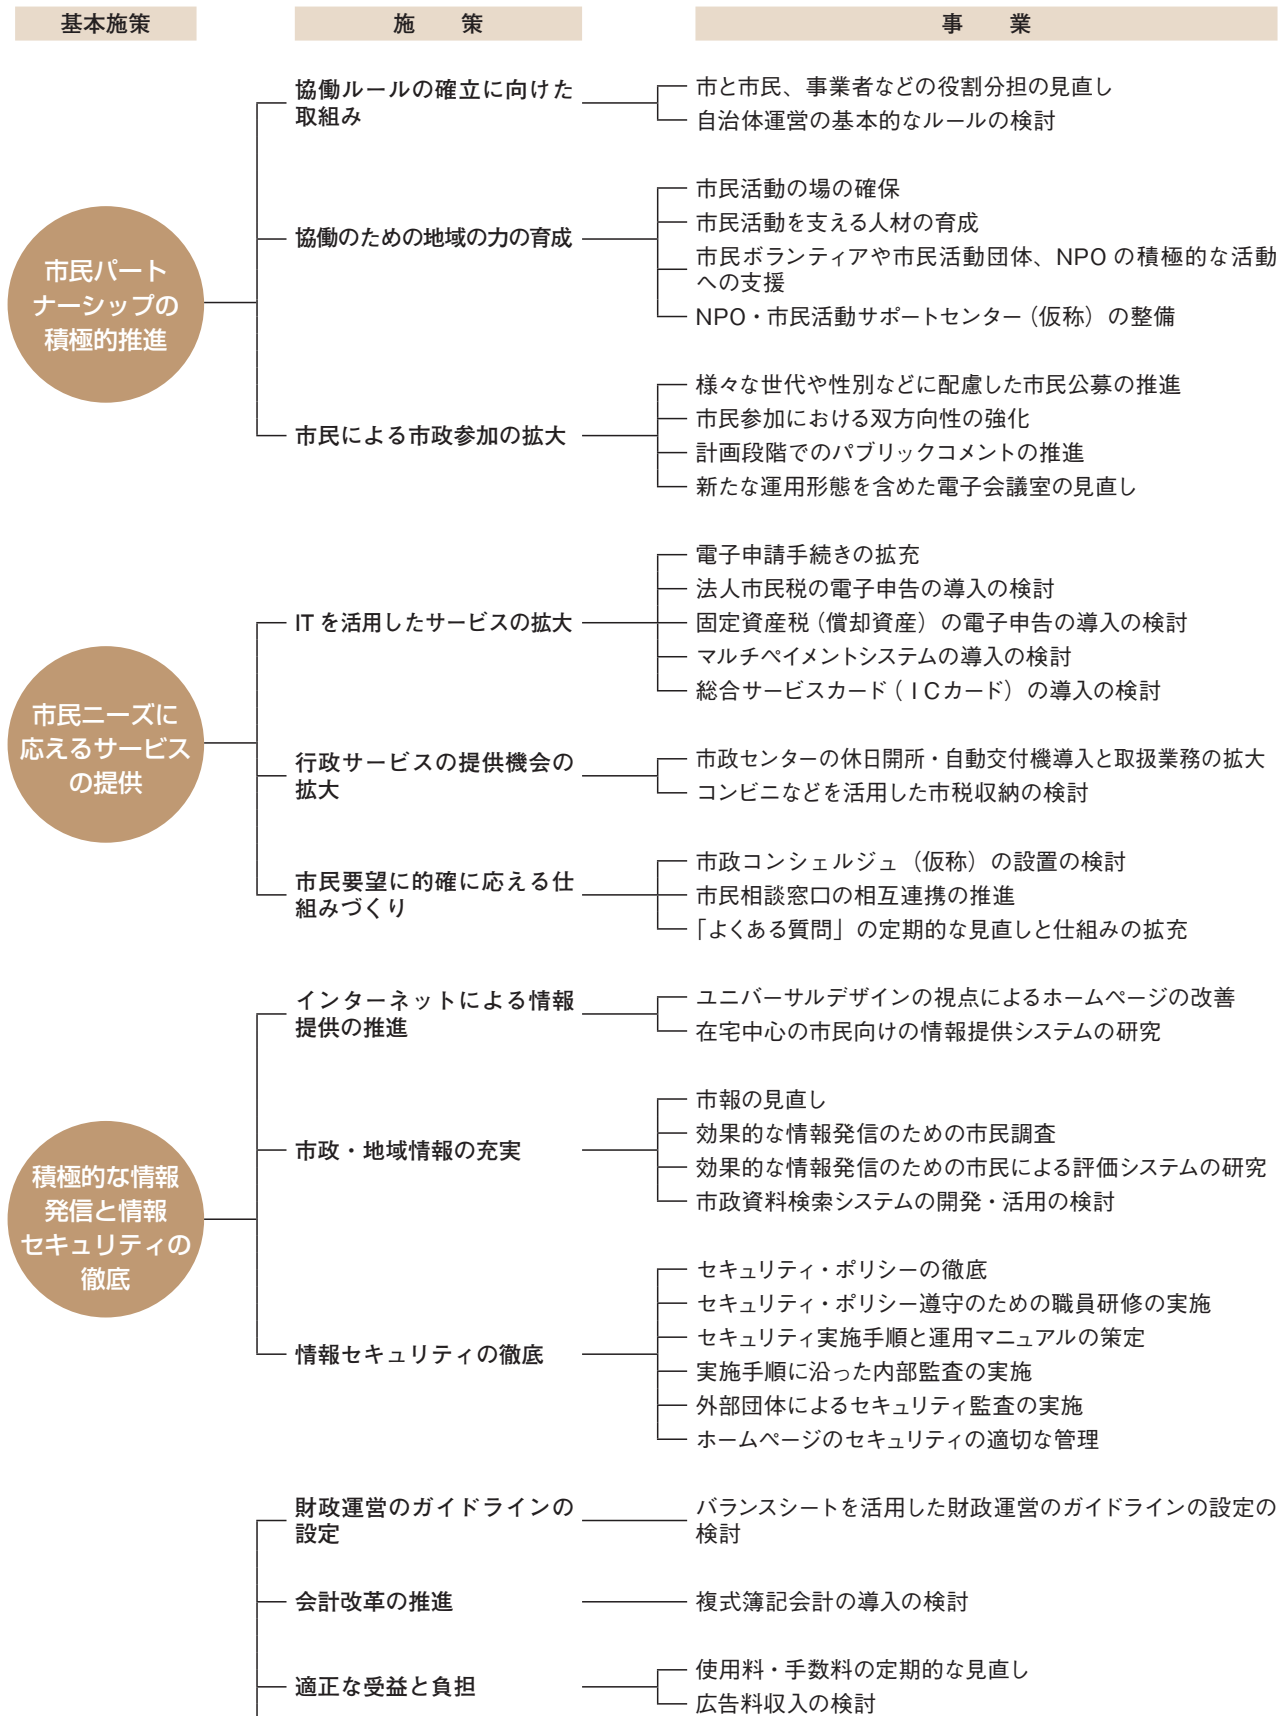 基本施策
施　策
事　業
市民パート
ナーシップの
積極的推進
協働ルールの確立に向けた
取組み
市と市民、事業者などの役割分担の見直し
自治体運営の基本的なルールの検討
協働のための地域の力の育成
市民活動の場の確保
市民活動を支える人材の育成
市民ボランティアや市民活動団体、NPO の積極的な活動
への支援
NPO・市民活動サポートセンター（仮称）の整備
市民による市政参加の拡大
様々な世代や性別などに配慮した市民公募の推進
市民参加における双方向性の強化
計画段階でのパブリックコメントの推進
新たな運用形態を含めた電子会議室の見直し
市民ニーズに
応えるサービス
の提供
IT を活用したサービスの拡大
電子申請手続きの拡充
法人市民税の電子申告の導入の検討
固定資産税（償却資産）の電子申告の導入の検討
マルチペイメントシステムの導入の検討
総合サービスカード（ＩＣカード）の導入の検討
行政サービスの提供機会の
拡大
市政センターの休日開所・自動交付機導入と取扱業務の拡大
コンビニなどを活用した市税収納の検討
市民要望に的確に応える仕
組みづくり
市政コンシェルジュ（仮称）の設置の検討
市民相談窓口の相互連携の推進
「よくある質問」の定期的な見直しと仕組みの拡充
積極的な情報
発信と情報
セキュリティの
徹底
インターネットによる情報
提供の推進
ユニバーサルデザインの視点によるホームページの改善
在宅中心の市民向けの情報提供システムの研究
市政・地域情報の充実
市報の見直し
効果的な情報発信のための市民調査
効果的な情報発信のための市民による評価システムの研究
市政資料検索システムの開発・活用の検討
情報セキュリティの徹底
セキュリティ・ポリシーの徹底
セキュリティ・ポリシー遵守のための職員研修の実施
セキュリティ実施手順と運用マニュアルの策定
実施手順に沿った内部監査の実施
外部団体によるセキュリティ監査の実施
ホームページのセキュリティの適切な管理
財政運営のガイドラインの
設定
バランスシートを活用した財政運営のガイドラインの設定の
検討
会計改革の推進
複式簿記会計の導入の検討
適正な受益と負担
使用料・手数料の定期的な見直し
広告料収入の検討